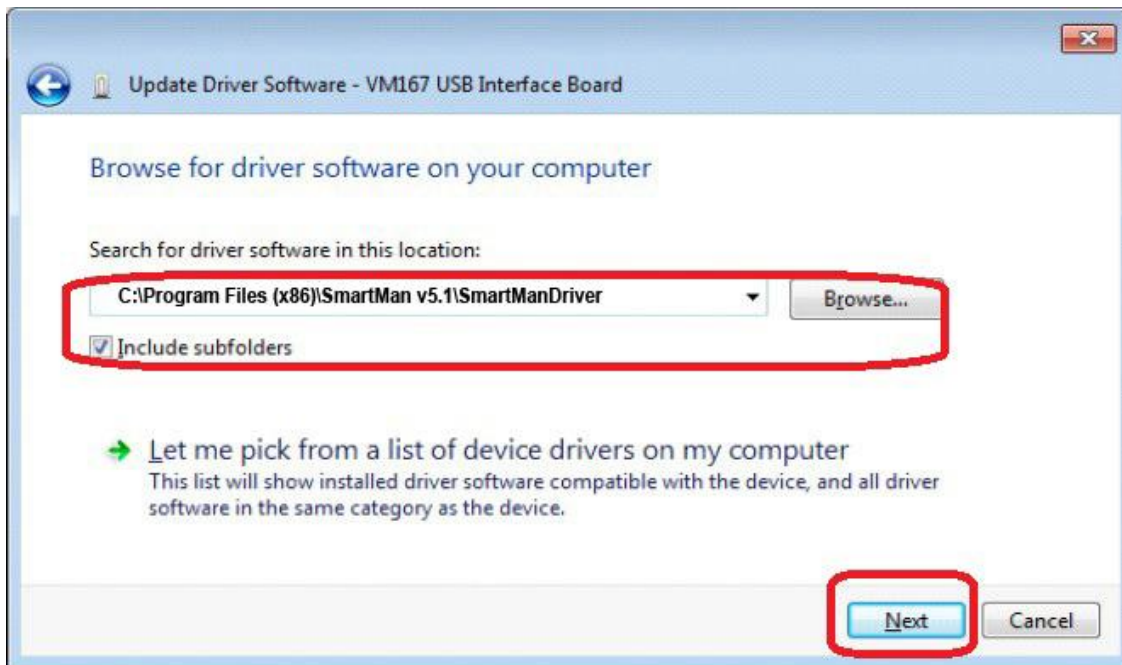 Update Driver Software - VM167 USB Interface Board
Browse for driver software on your computer
Search for driver software in this location:
C:\Program Files (x86)\SmartMan v5.1\SmartManDriver
Browse...
Include subfolders
Let me pick from a list of device drivers on my computer
This list will show installed driver software compatible with the device, and all driver
software in the same category as the device.
Next
Cancel